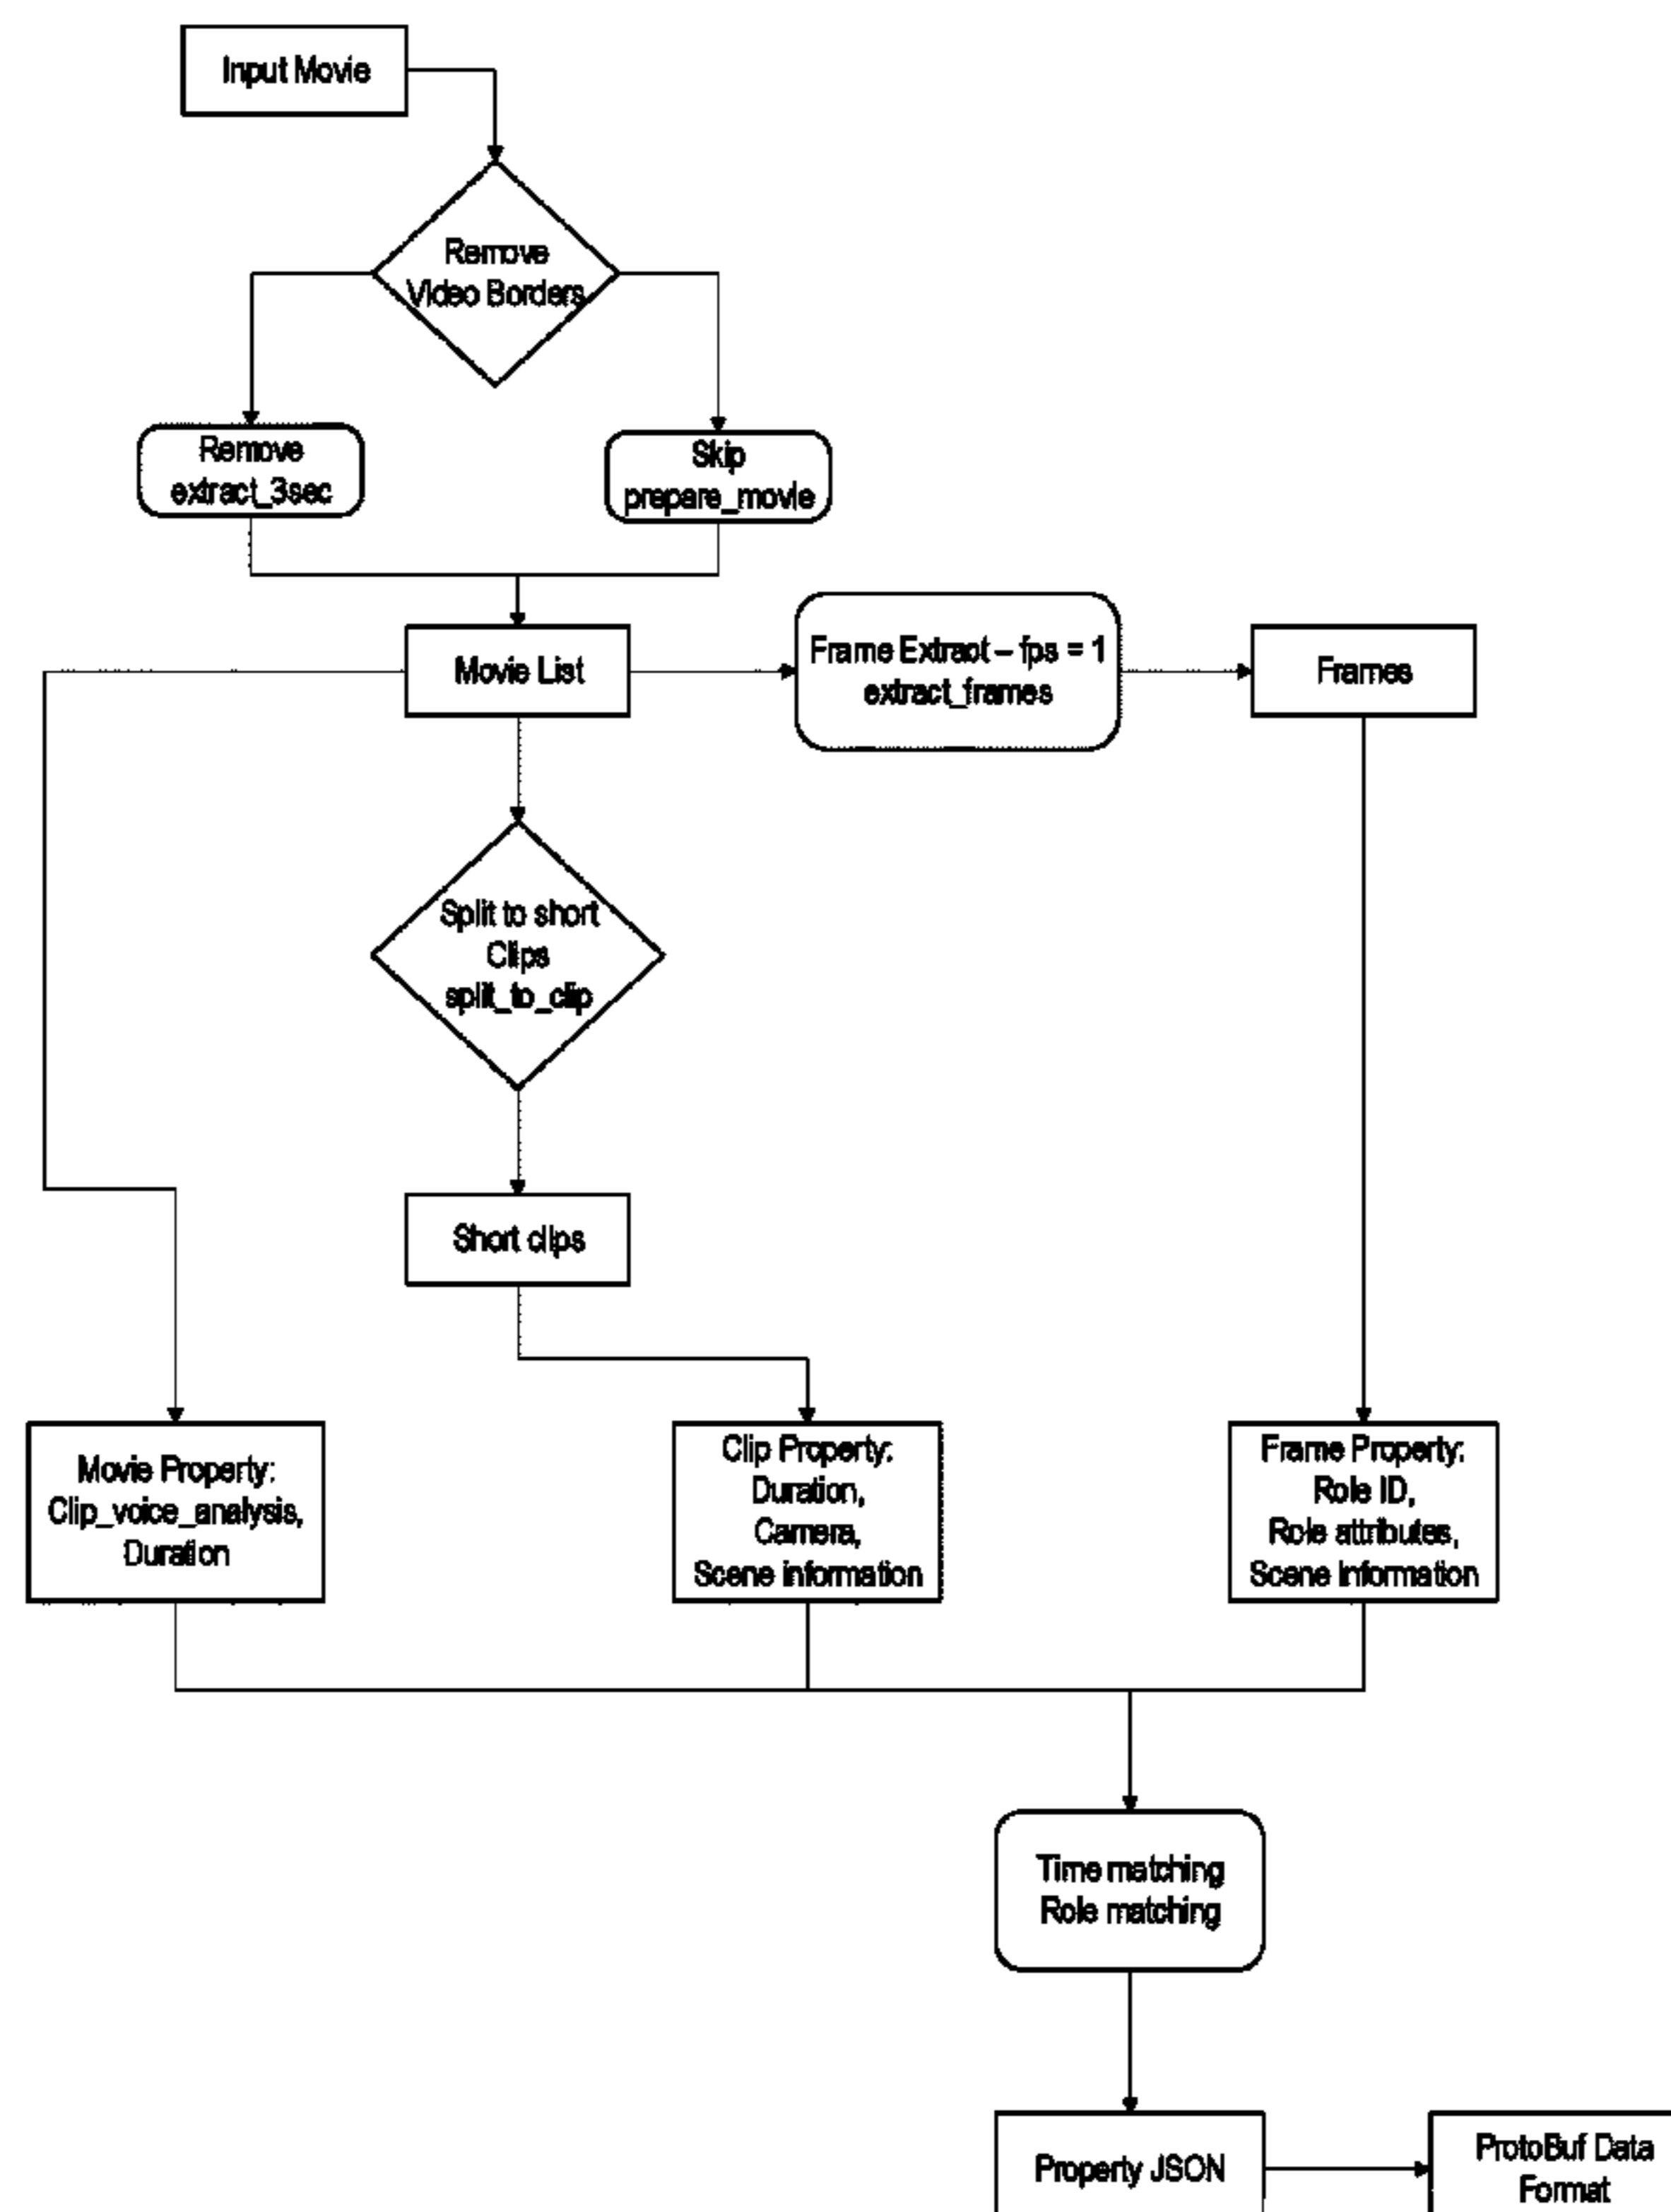 Input Movie
Remove
Video Borders
Remove
extract_3sec
Skip
prepare_movie
Movie List
Frame Extract – fps = 1
extract_frames
Frames
Split to short
Clips
split_to_clip
Short clips
Movie Property:
Clip_voice_analysis,
Duration
Clip Property:
Duration,
Camera,
Scene information
Frame Property:
Role ID,
Role attributes,
Scene information
Time matching
Role matching
Property JSON
ProtoBuf Data
Format